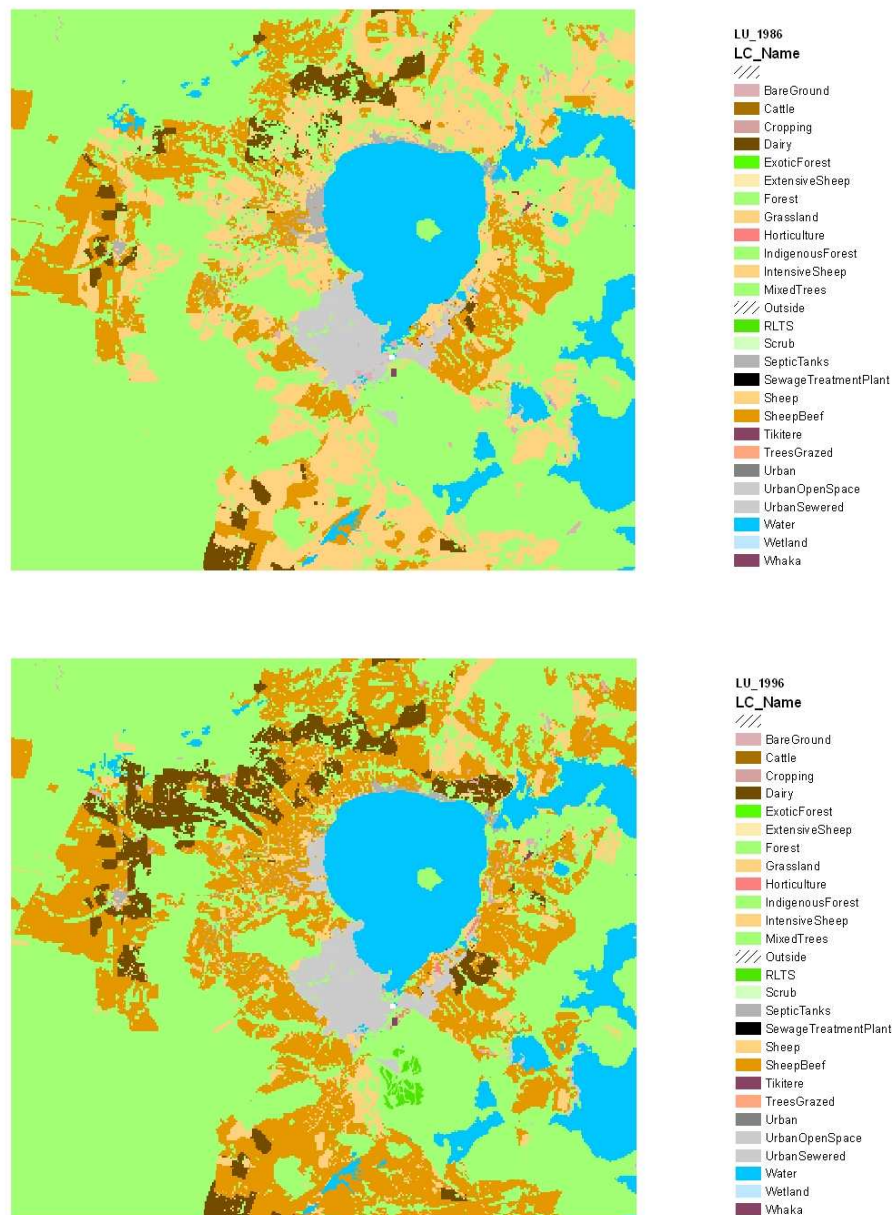 LU_1986
LC_Name
BareGround
Cattle
Cropping
Dairy
ExoticForest
ExtensiveSheep
Forest
Grassland
Horticulture
IndigenousForest
IntensiveSheep
MixedTrees
Outside
RLTS
Scrub
SepticTanks
SewageTreatmentPlant
Sheep
SheepBeef
Tikitere
TreesGrazed
Urban
UrbanOpenSpace
UrbanSewered
Water
Wetland
Whaka
LU_1996
LC_Name
BareGround
Cattle
Cropping
Dairy
ExoticForest
ExtensiveSheep
Forest
Grassland
Horticulture
IndigenousForest
IntensiveSheep
MixedTrees
Outside
RLTS
Scrub
SepticTanks
SewageTreatmentPlant
Sheep
SheepBeef
Tikitere
TreesGrazed
Urban
UrbanOpenSpace
UrbanSewered
Water
Wetland
Whaka